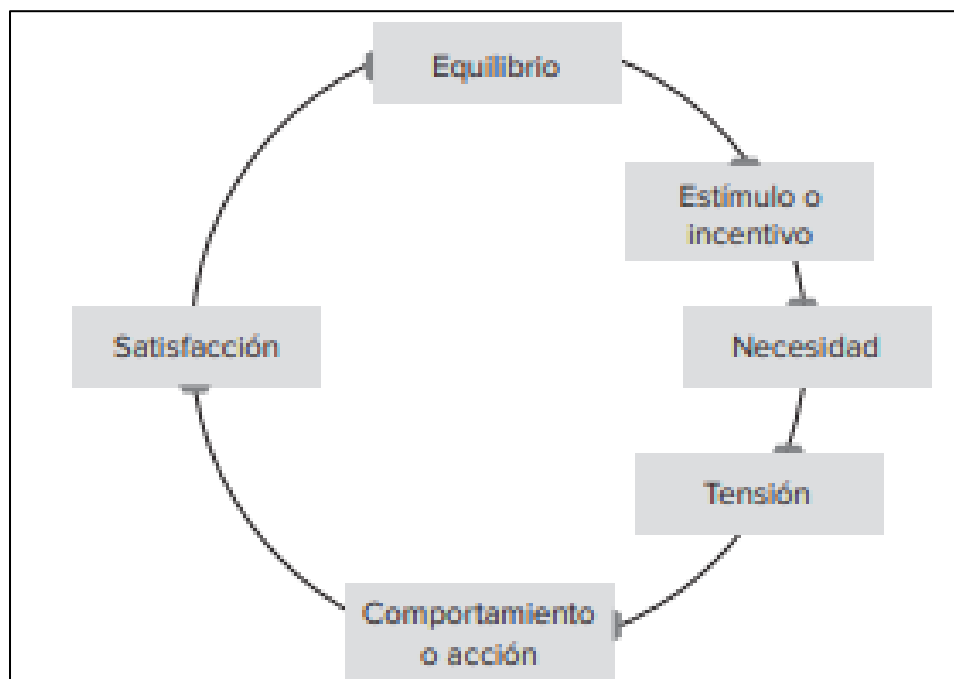 Equilibrio
Estímulo o
incentivo
Necesidad
Tensión
Comportamiento
o acción
Satisfacción